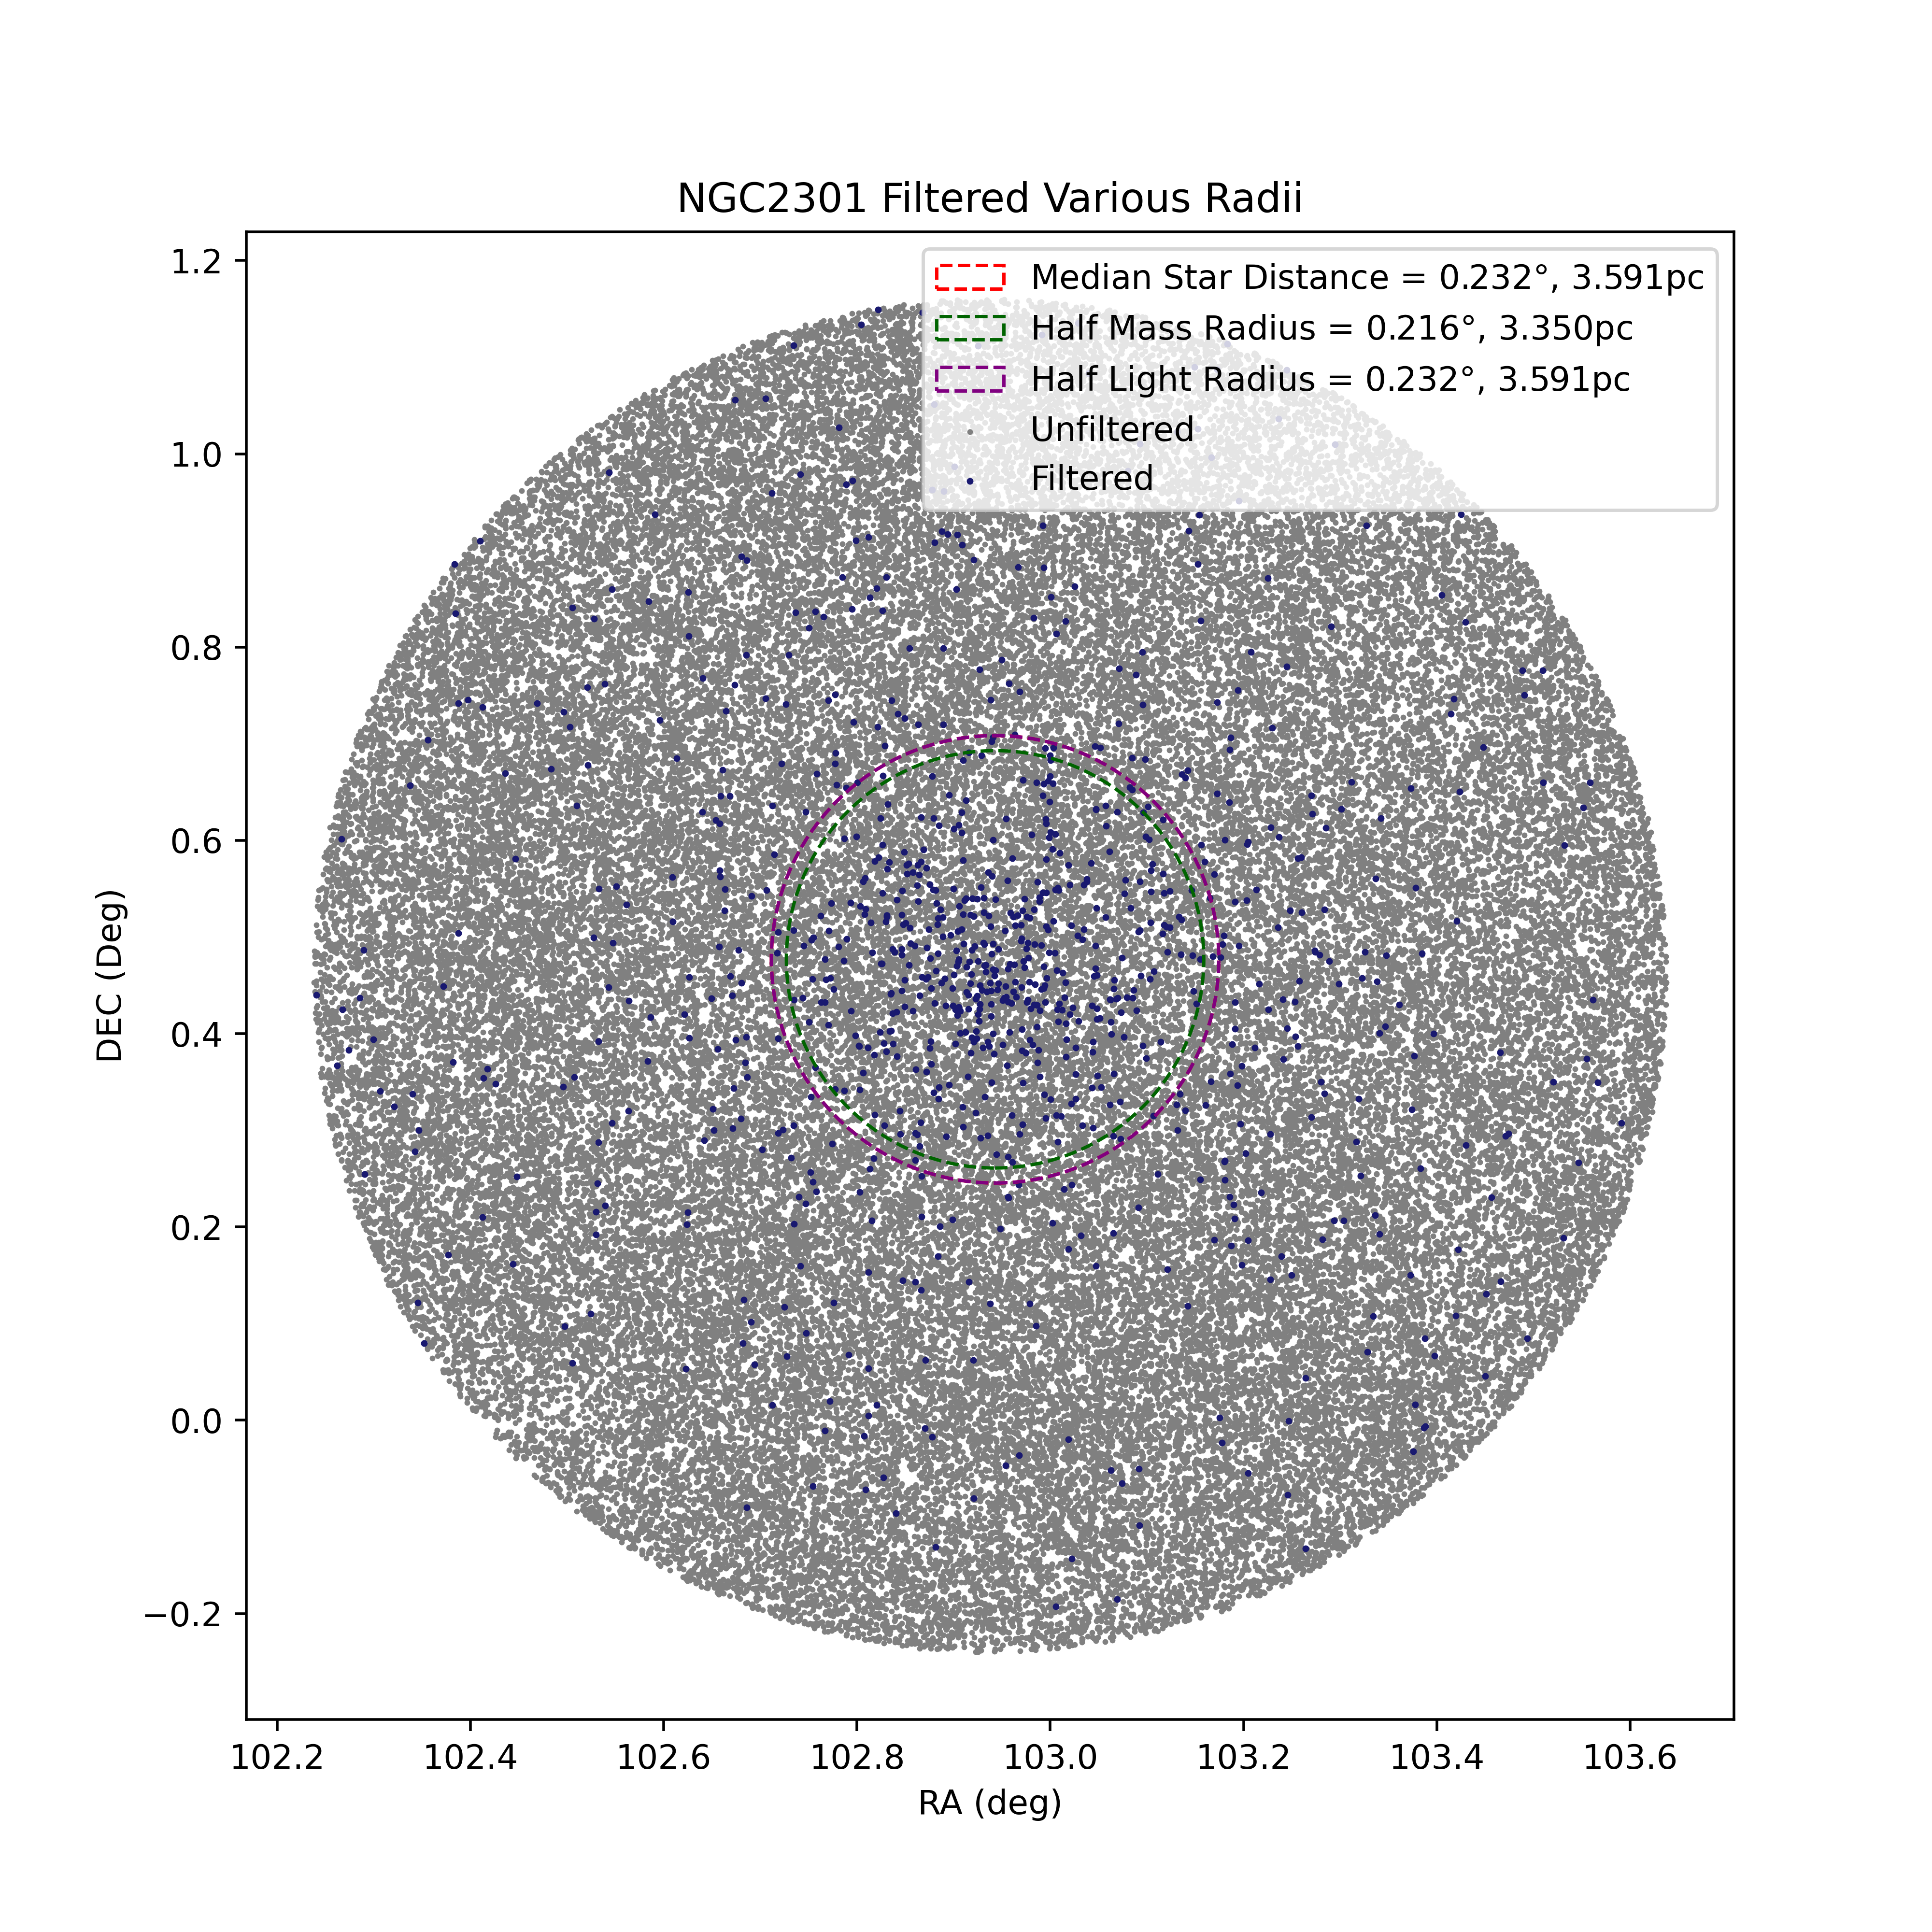 NGC2301 Filtered Various Radii
Median Star Distance = 0.232°, 3.591pc
Half Mass Radius = 0.216°, 3.350pc
Half Light Radius = 0.232°, 3.591pc
Unfiltered
Filtered
1.2
1.0
0.8
0.6
0.4
0.2
0.0
−0.2
DEC (Deg)
102.2 102.4 102.6 102.8 103.0 103.2 103.4 103.6
RA (deg)